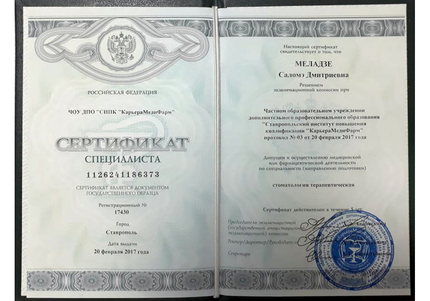 РОССИЙСКАЯ ФЕДЕРАЦИЯ
ЧОУ ДПО "СИПК "КарьераМедиФарм"
СЕРТИФИКАТ
СПЕЦИАЛИСТА
1126241186373
СЕРТИФИКАТ ЯВЛЯЕТСЯ ДОКУМЕНТОМ
ГОСУДАРСТВЕННОГО ОБРАЗЦА
Регистрационный №
17430
Город
Ставрополь
Дата выдачи
20 февраля 2017 года
Настоящий сертификат
свидетельствует о том, что
МЕЛАДЗЕ
Саломэ Дмитриевна
Решением
экзаменационной комиссии при
Частном образовательном учреждении
дополнительного профессионального образования
"Ставропольский институт повышения
квалификации "КарьераМедиФарм"
протокол № 03 от 20 февраля 2017 года
Допущен к осуществлению медицинской
или фармацевтической деятельности
по специальности (направлению подготовки)
стоматология терапевтическая
Сертификат действителен в течение 5 лет